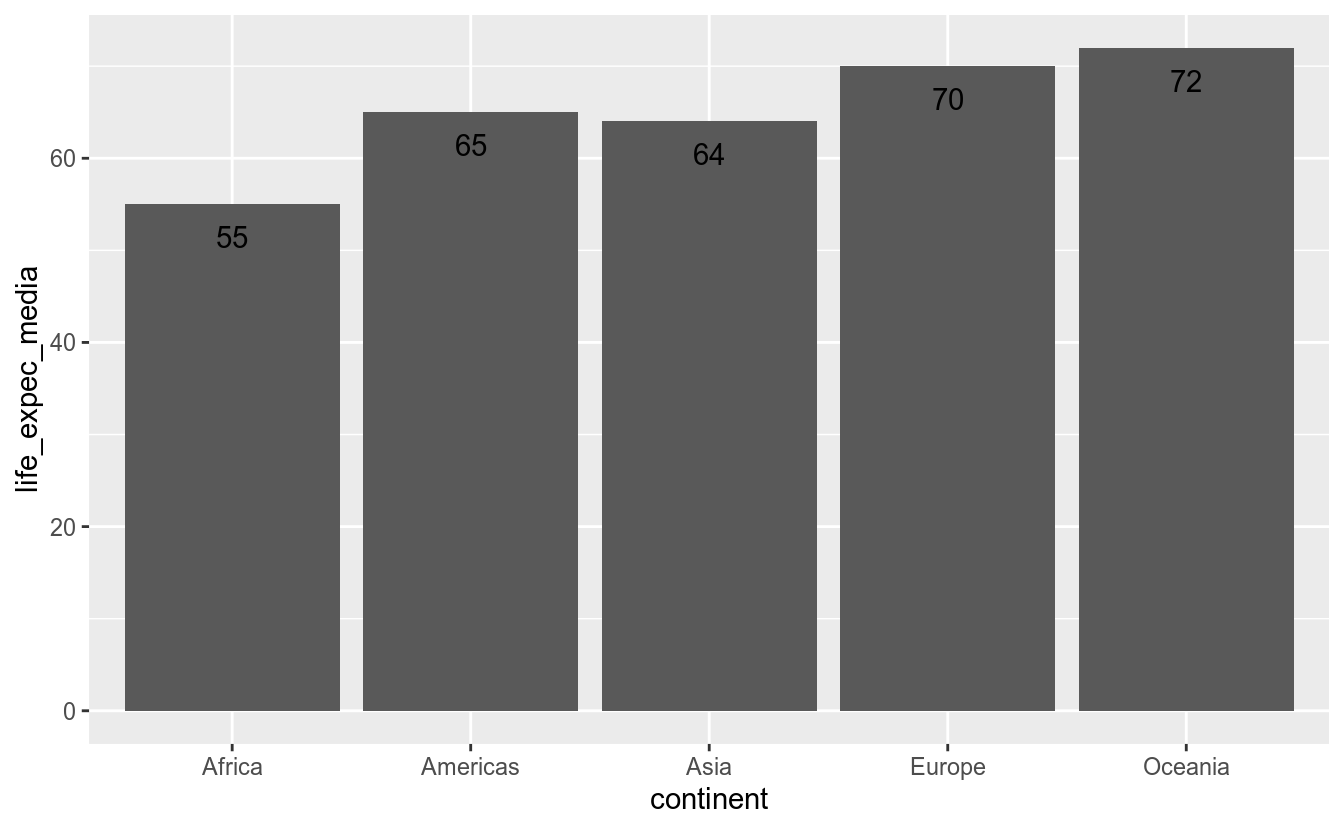 life_expec_media
60
40
20
0
55
65
64
70
72
Africa
Americas
Asia
Europe
Oceania
continent